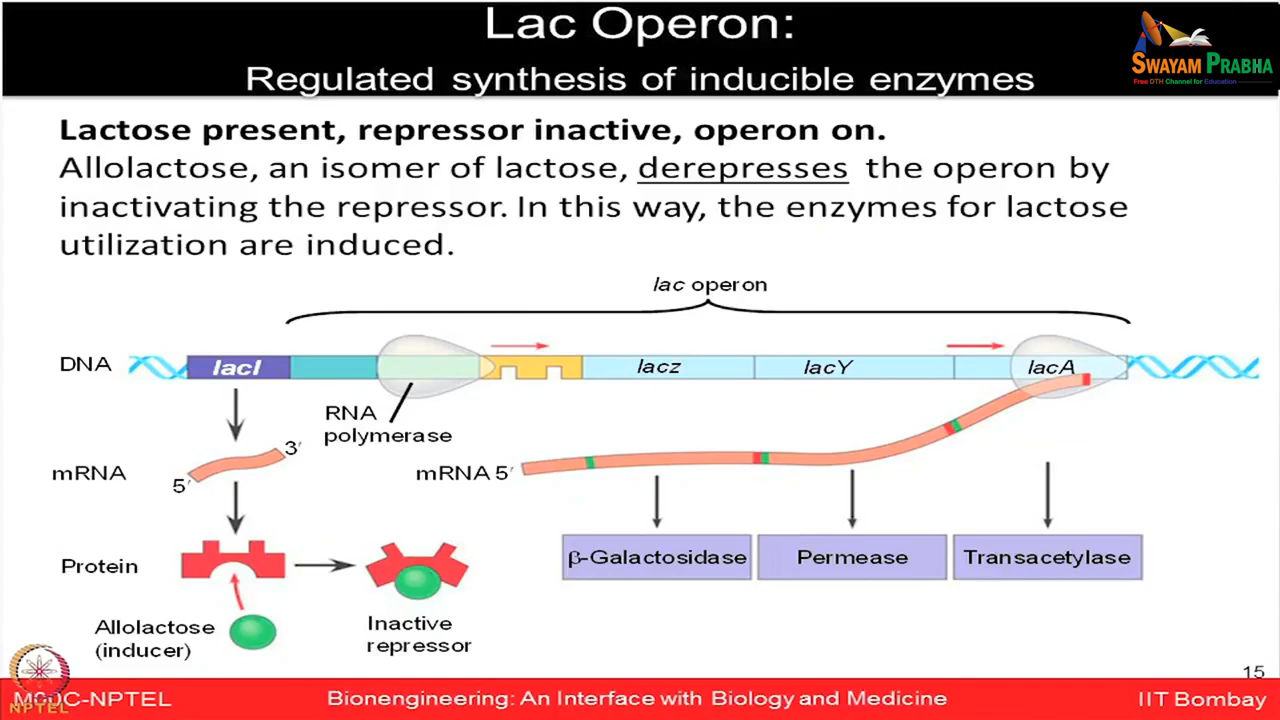 Lac Operon:
Regulated synthesis of inducible enzymes
SWAYAM PRABHA
Free DTH Channel for Education
Lactose present, repressor inactive, operon on.
Allolactose, an isomer of lactose, derepresses the operon by
inactivating the repressor. In this way, the enzymes for lactose
utilization are induced.
lac operon
DNA
lacI
lacz
lacY
lacA
RNA
polymerase
mRNA
5′
3′
mRNA 5′
Protein
β-Galactosidase
Permease
Transacetylase
Allolactose
(inducer)
Inactive
repressor
15
NPTEL
-NPTEL
Bionengineering: An Interface with Biology and Medicine
IIT Bombay